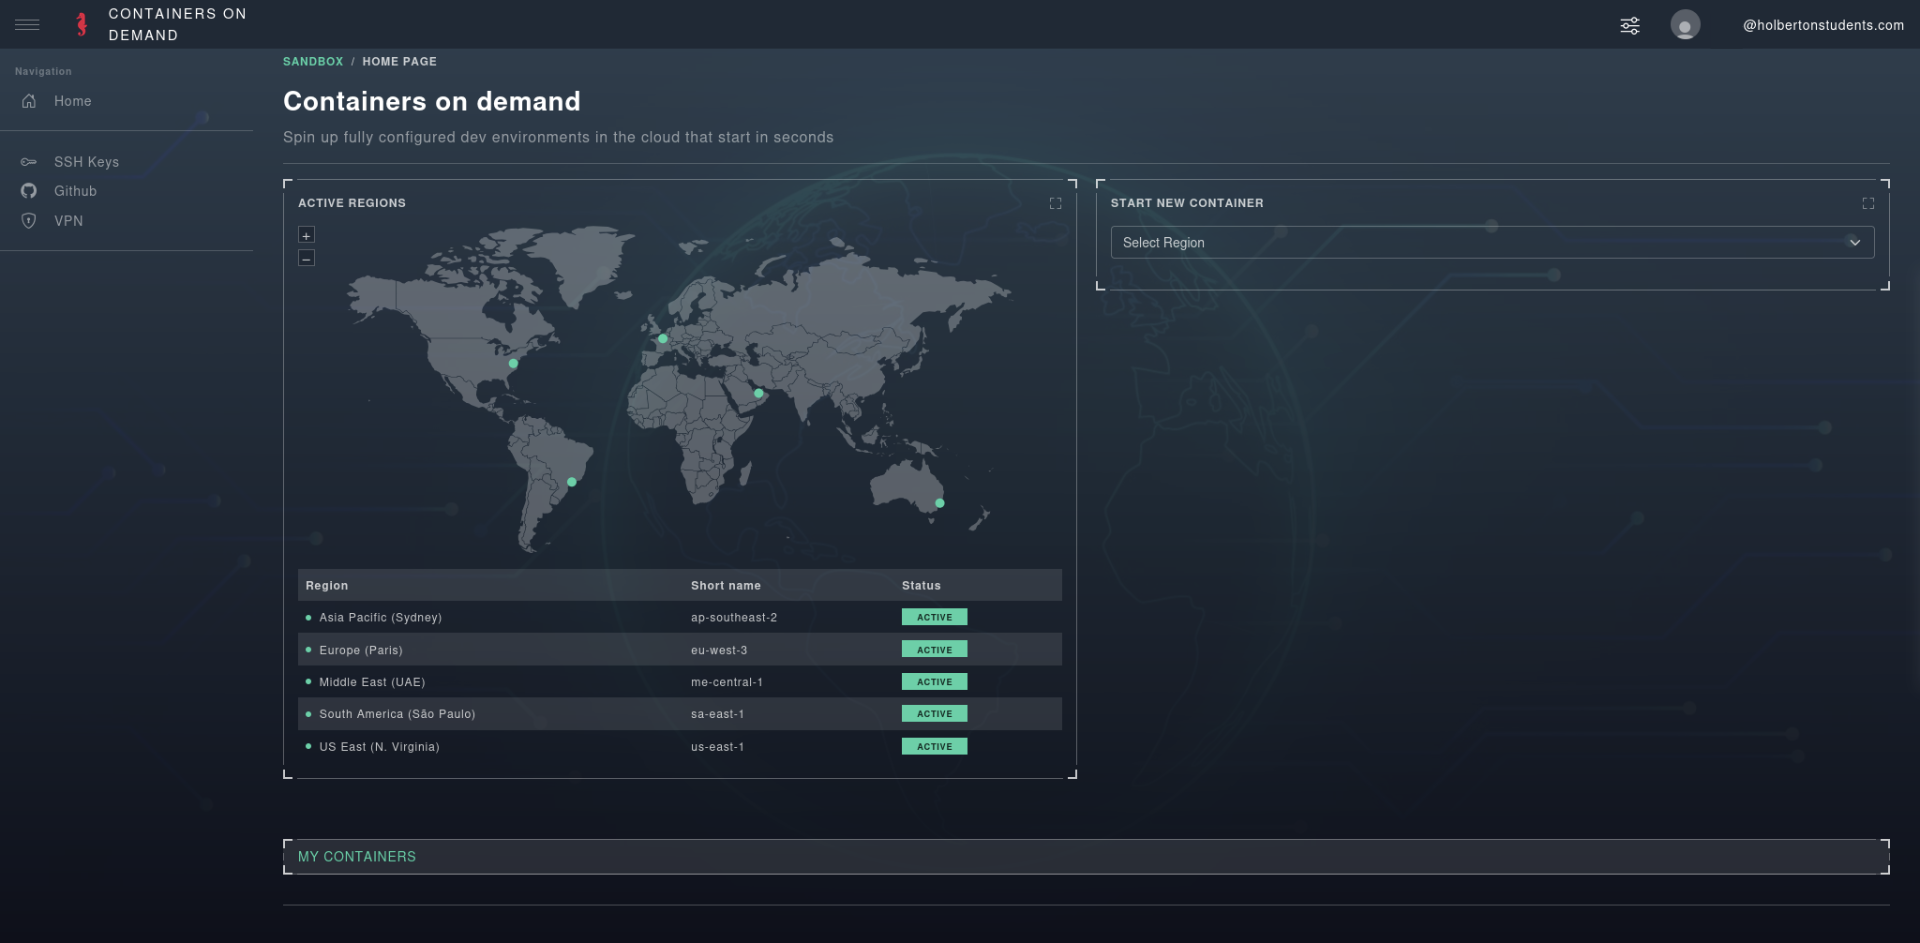 CONTAINERS ON
DEMAND
@holbertonstudents.com
Navigation
Home
SSH Keys
Github
VPN
SANDBOX / HOME PAGE
Containers on demand
Spin up fully configured dev environments in the cloud that start in seconds
ACTIVE REGIONS
+
−
Region Short name Status
Asia Pacific (Sydney) ap-southeast-2 ACTIVE
Europe (Paris) eu-west-3 ACTIVE
Middle East (UAE) me-central-1 ACTIVE
South America (São Paulo) sa-east-1 ACTIVE
US East (N. Virginia) us-east-1 ACTIVE
START NEW CONTAINER
Select Region
MY CONTAINERS